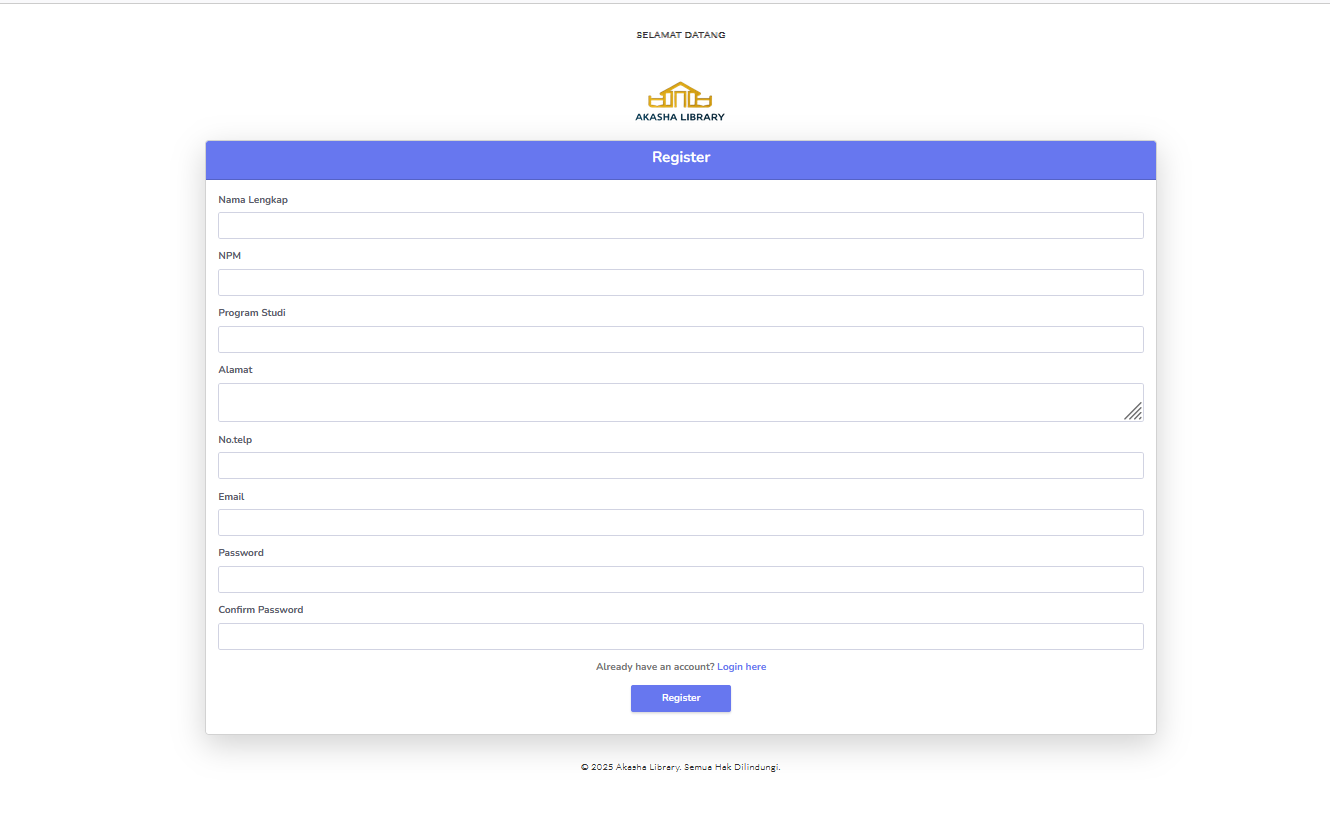 SELAMAT DATANG
AKASHA LIBRARY
Register
Nama Lengkap
NPM
Program Studi
Alamat
No.telp
Email
Password
Confirm Password
Already have an account? Login here
Register
© 2025 Akasha Library. Semua Hak Dilindungi.